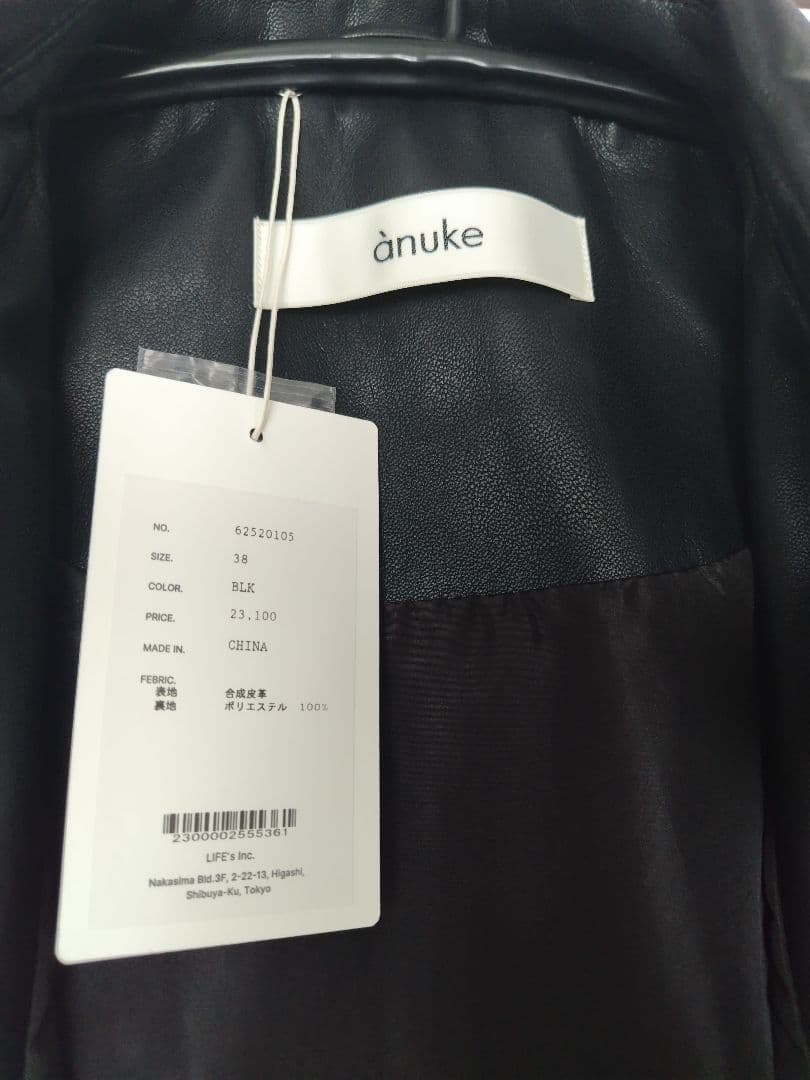 ànuke
NO. 62520105
SIZE. 38
COLOR. BLK
PRICE. 23,100
MADE IN. CHINA
FEBRIC.
表地 合成皮革
裏地 ポリエステル 100%
2300002555361
LIFE's Inc.
Nakasima Bld.3F, 2-22-13, Higashi,
Shibuya-Ku, Tokyo